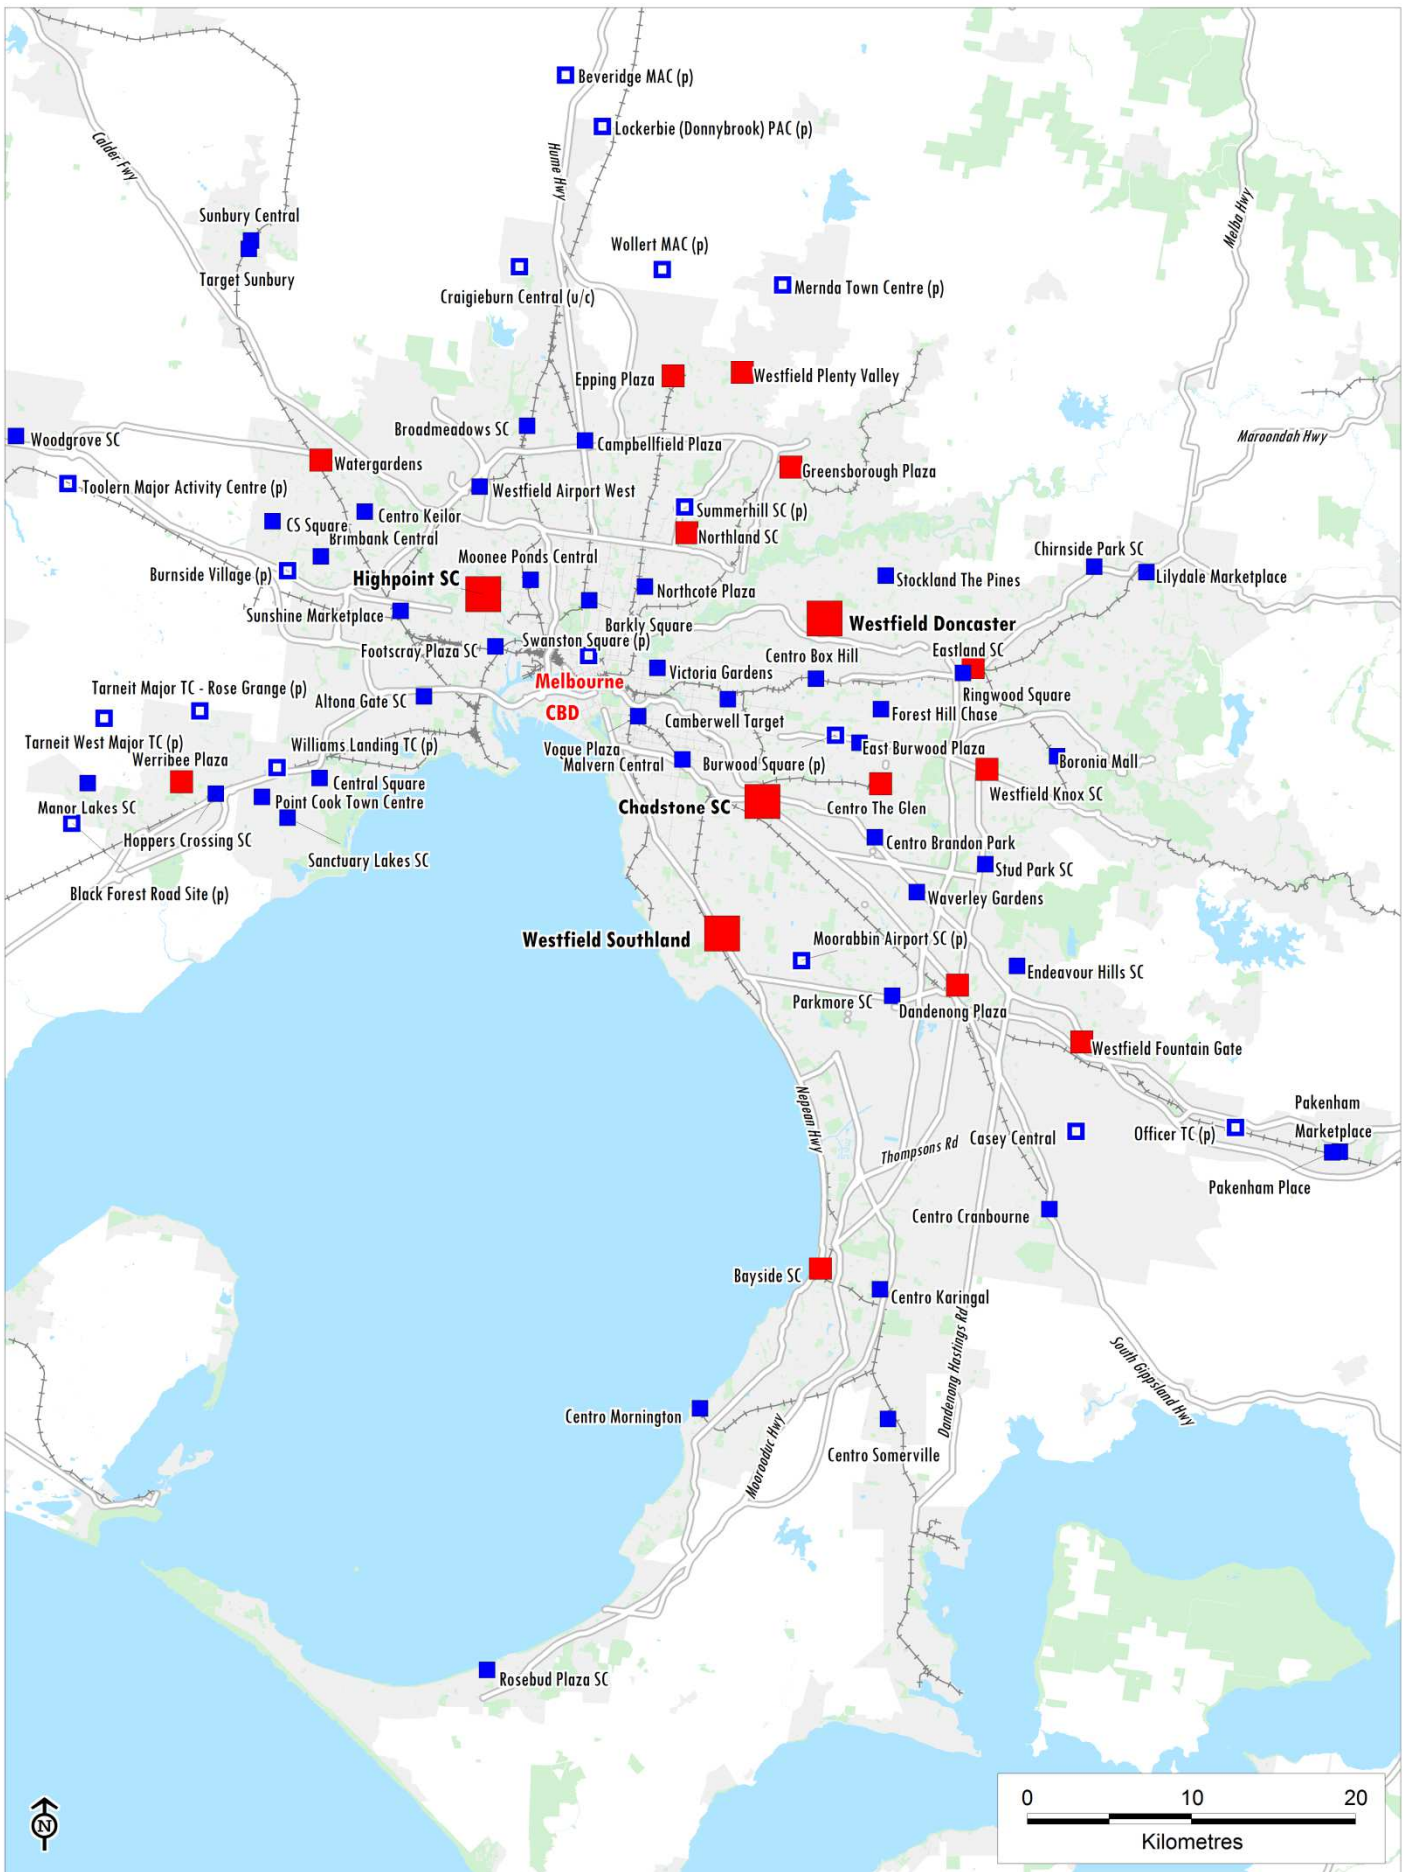 Beveridge MAC (p)
Lockerbie (Donnybrook) PAC (p)
Calder Fwy
Hume Hwy
Melba Hwy
Sunbury Central
Target Sunbury
Wollert MAC (p)
Craigieburn Central (u/c)
Mernda Town Centre (p)
Epping Plaza
Westfield Plenty Valley
Broadmeadows SC
Campbellfield Plaza
Woodgrove SC
Maroondah Hwy
Watergardens
Greensborough Plaza
Toolern Major Activity Centre (p)
Westfield Airport West
Summerhill SC (p)
Centro Keilor
CS Square
Brimbank Central
Northland SC
Moonee Ponds Central
Chirnside Park SC
Burnside Village (p)
Highpoint SC
Stockland The Pines
Lilydale Marketplace
Northcote Plaza
Sunshine Marketplace
Barkly Square
Westfield Doncaster
Swanston Square (p)
Footscray Plaza SC
Eastland SC
Centro Box Hill
Victoria Gardens
Melbourne
CBD
Ringwood Square
Tarneit Major TC - Rose Grange (p)
Altona Gate SC
Forest Hill Chase
Camberwell Target
Tarneit West Major TC (p)
Williams Landing TC (p)
Vogue Plaza
East Burwood Plaza
Werribee Plaza
Malvern Central
Burwood Square (p)
Boronia Mall
Central Square
Westfield Knox SC
Manor Lakes SC
Point Cook Town Centre
Chadstone SC
Centro The Glen
Hoppers Crossing SC
Centro Brandon Park
Sanctuary Lakes SC
Stud Park SC
Black Forest Road Site (p)
Waverley Gardens
Westfield Southland
Moorabbin Airport SC (p)
Endeavour Hills SC
Parkmore SC
Dandenong Plaza
Westfield Fountain Gate
Nepean Hwy
Pakenham
Marketplace
Casey Central
Officer TC (p)
Thompsons Rd
Pakenham Place
Centro Cranbourne
Bayside SC
Centro Karingal
Dandenong Hastings Rd
South Gippsland Hwy
Centro Mornington
Moorooduc Hwy
Centro Somerville
Rosebud Plaza SC
0 10 20
Kilometres
N